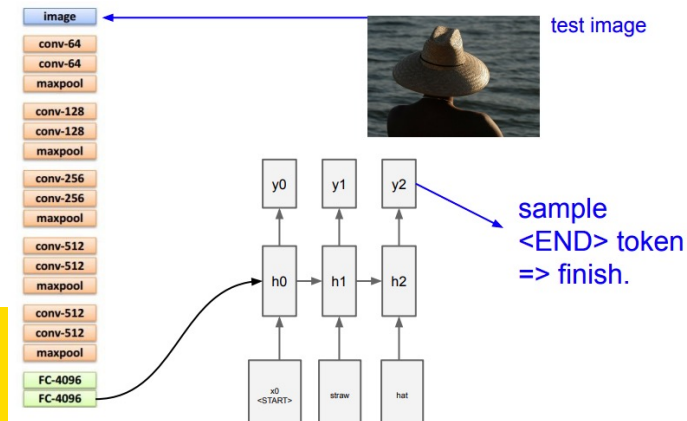 image
conv-64
conv-64
maxpool
conv-128
conv-128
maxpool
conv-256
conv-256
maxpool
conv-512
conv-512
maxpool
conv-512
conv-512
maxpool
FC-4096
FC-4096
test image
y0 y1 y2
h0 h1 h2
x0
<START> straw hat
sample
<END> token
=> finish.